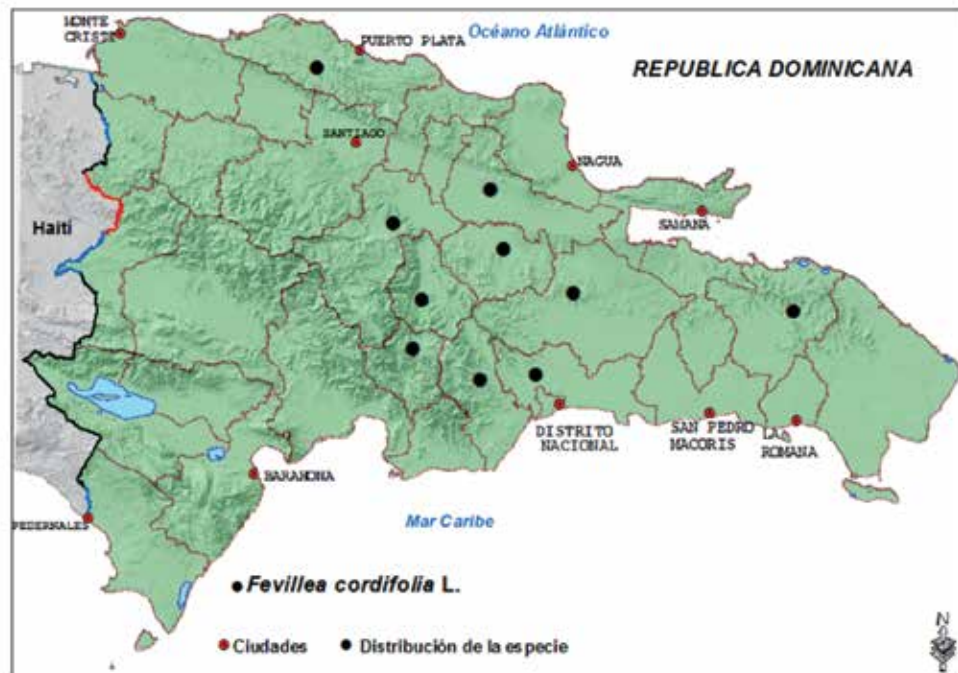 MONTE
CRISTI
PUERTO PLATA
Océano Atlántico
REPUBLICA DOMINICANA
SANTIAGO
NAGUA
SAMANA
Haití
DISTRITO
NACIONAL
SAN PEDRO
MACORIS
LA
ROMANA
BARAHONA
PEDERNALES
Mar Caribe
Fevillea cordifolia L.
Ciudades
Distribución de la especie
N